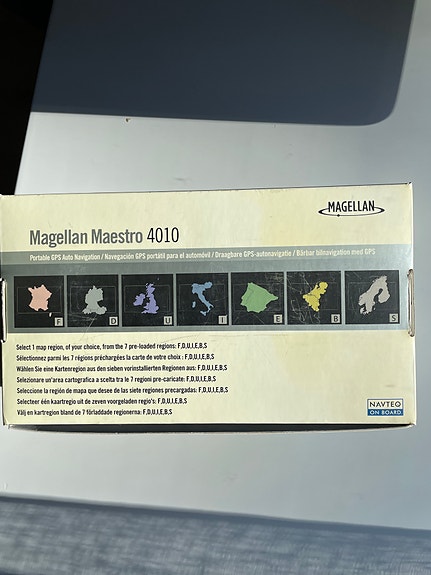 MAGELLAN
Magellan Maestro 4010
Portable GPS Auto Navigation / Navegación GPS portátil para el automóvil / Draagbare GPS-autonavigatie / Bärbar bilnavigation med GPS
F D U I E B S
Select 1 map region, of your choice, from the 7 pre-loaded regions: F,D,U,I,E,B,S
Sélectionnez parmi les 7 régions préchargées la carte de votre choix : F,D,U,I,E,B,S
Wählen Sie eine Kartenregion aus den sieben vorinstallierten Regionen aus: F,D,U,I,E,B,S
Selezionare un'area cartografica a scelta tra le 7 regioni pre-caricate: F,D,U,I,E,B,S
Seleccione la región de mapa que desee de las siete regiones precargadas: F,D,U,I,E,B,S
Selecteer één kaartregio uit de zeven voorgeladen regio's: F,D,U,I,E,B,S
Välj en kartregion bland de 7 förladdade regionerna: F,D,U,I,E,B,S
NAVTEQ
ON BOARD